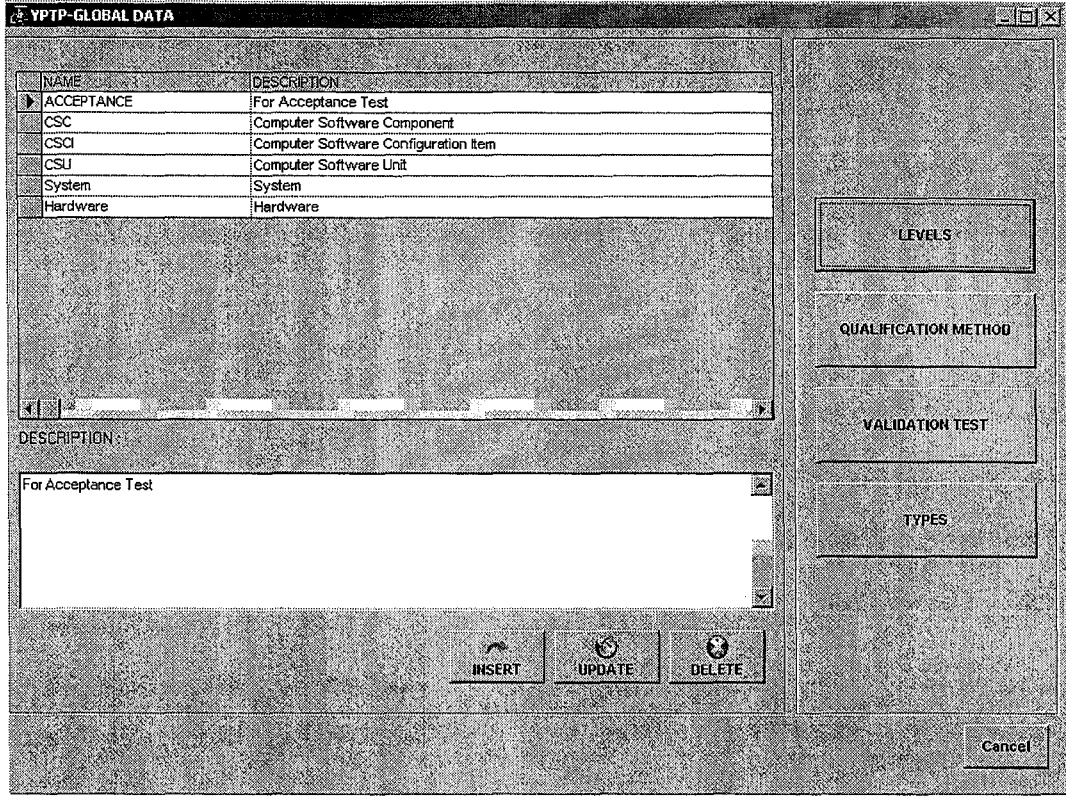 YPTP-GLOBAL DATA
NAME DESCRIPTION
ACCEPTANCE For Acceptance Test
CSC Computer Software Component
CSCI Computer Software Configuration Item
CSU Computer Software Unit
System System
Hardware Hardware
DESCRIPTION:
For Acceptance Test
INSERT UPDATE DELETE
LEVELS
QUALIFICATION METHOD
VALIDATION TEST
TYPES
Cancel